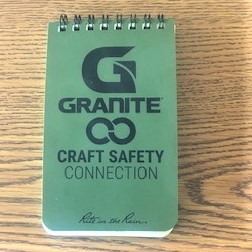 GRANITE
CRAFT SAFETY
CONNECTION
Rite in the Rain